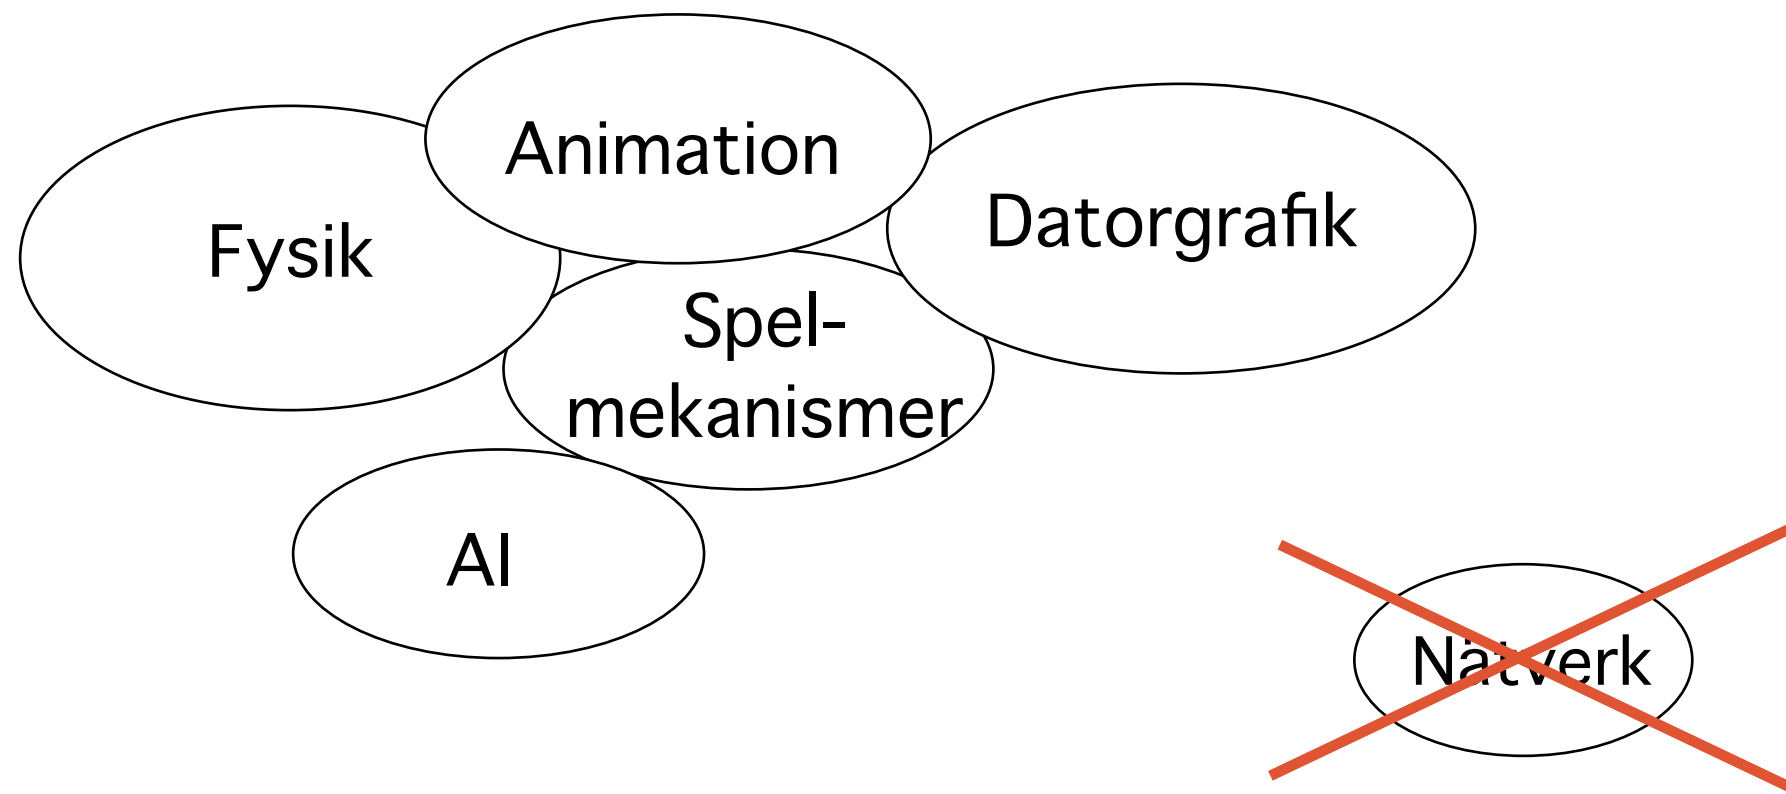 Animation
Fysik
Datorgrafik
Spel-
mekanismer
AI
Nätverk